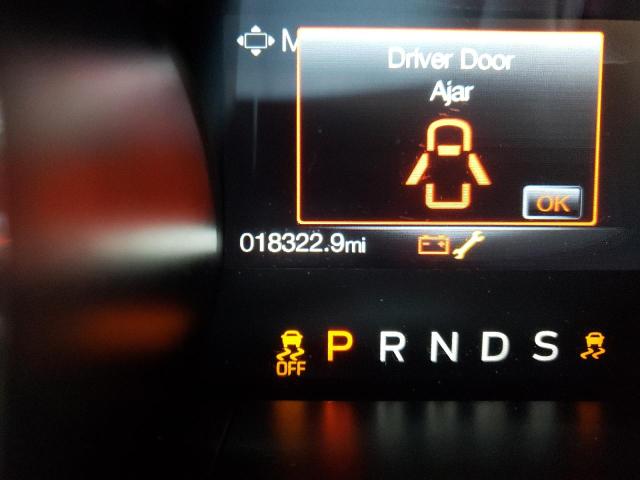 M
Driver Door
Ajar
OK
018322.9mi
OFF
P R N D S